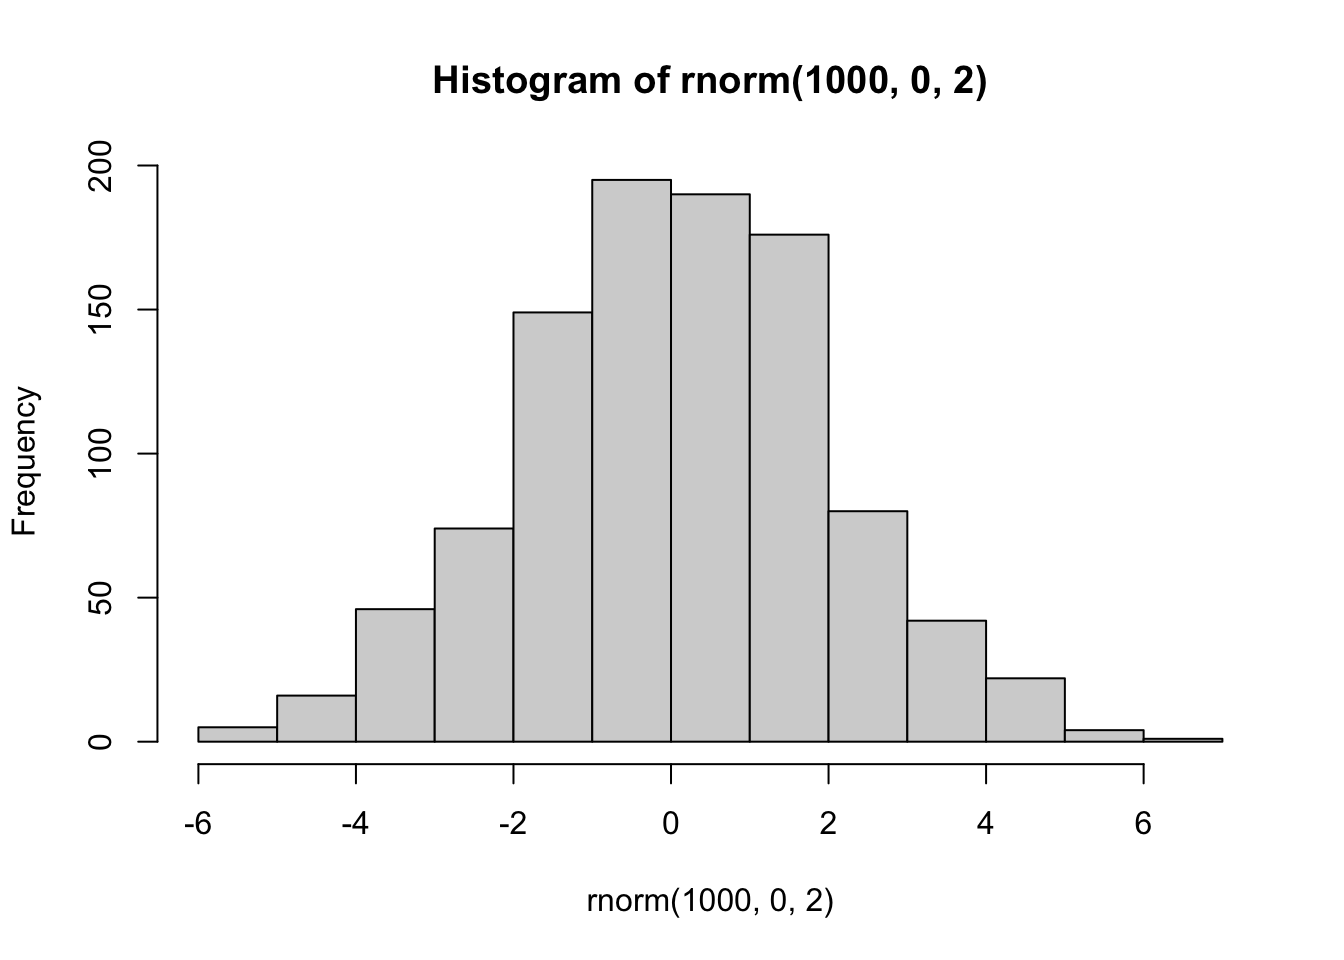 Histogram of rnorm(1000, 0, 2)
Frequency
200
150
100
50
0
-6 -4 -2 0 2 4 6
rnorm(1000, 0, 2)